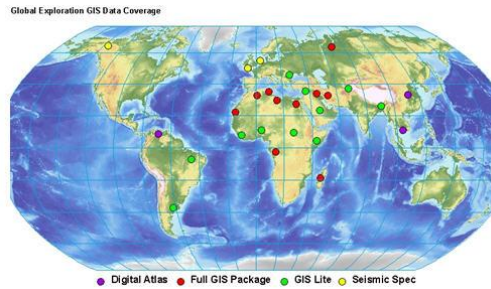 Global Exploration GIS Data Coverage
Digital Atlas Full GIS Package GIS Lite Seismic Spec